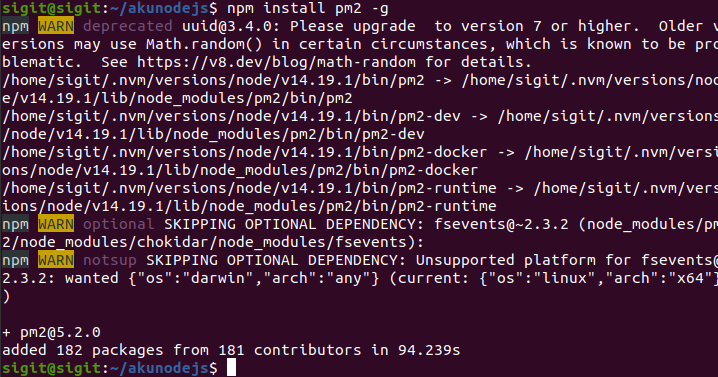 sigit@sigit:~/akunodejs$ npm install pm2 -g
npm WARN deprecated uuid@3.4.0: Please upgrade  to version 7 or higher.  Older v
ersions may use Math.random() in certain circumstances, which is known to be pro
blematic.  See https://v8.dev/blog/math-random for details.
/home/sigit/.nvm/versions/node/v14.19.1/bin/pm2 -> /home/sigit/.nvm/versions/nod
e/v14.19.1/lib/node_modules/pm2/bin/pm2
/home/sigit/.nvm/versions/node/v14.19.1/bin/pm2-dev -> /home/sigit/.nvm/versions
/node/v14.19.1/lib/node_modules/pm2/bin/pm2-dev
/home/sigit/.nvm/versions/node/v14.19.1/bin/pm2-docker -> /home/sigit/.nvm/versi
ons/node/v14.19.1/lib/node_modules/pm2/bin/pm2-docker
/home/sigit/.nvm/versions/node/v14.19.1/bin/pm2-runtime -> /home/sigit/.nvm/vers
ions/node/v14.19.1/lib/node_modules/pm2/bin/pm2-runtime
npm WARN optional SKIPPING OPTIONAL DEPENDENCY: fsevents@~2.3.2 (node_modules/pm
2/node_modules/chokidar/node_modules/fsevents):
npm WARN notsup SKIPPING OPTIONAL DEPENDENCY: Unsupported platform for fsevents@
2.3.2: wanted {"os":"darwin","arch":"any"} (current: {"os":"linux","arch":"x64"}
)
+ pm2@5.2.0
added 182 packages from 181 contributors in 94.239s
sigit@sigit:~/akunodejs$